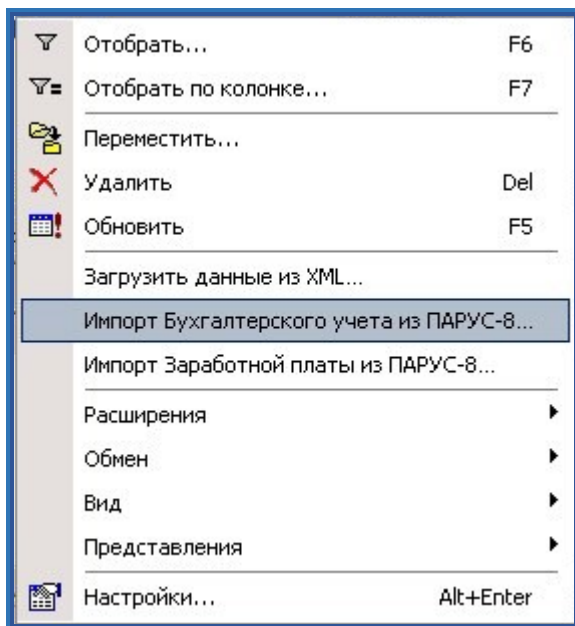 Отобрать... F6
Отобрать по колонке... F7
Переместить...
Удалить Del
Обновить F5
Загрузить данные из XML...
Импорт Бухгалтерского учета из ПАРУС-8...
Импорт Заработной платы из ПАРУС-8...
Расширения
Обмен
Вид
Представления
Настройки... Alt+Enter